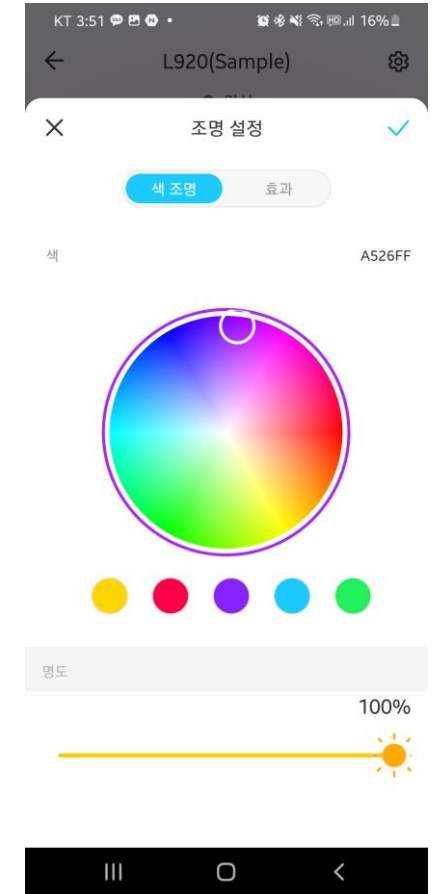 KT 3:51
16%
L920(Sample)
조명 설정
색 조명
효과
색
A526FF
명도
100%